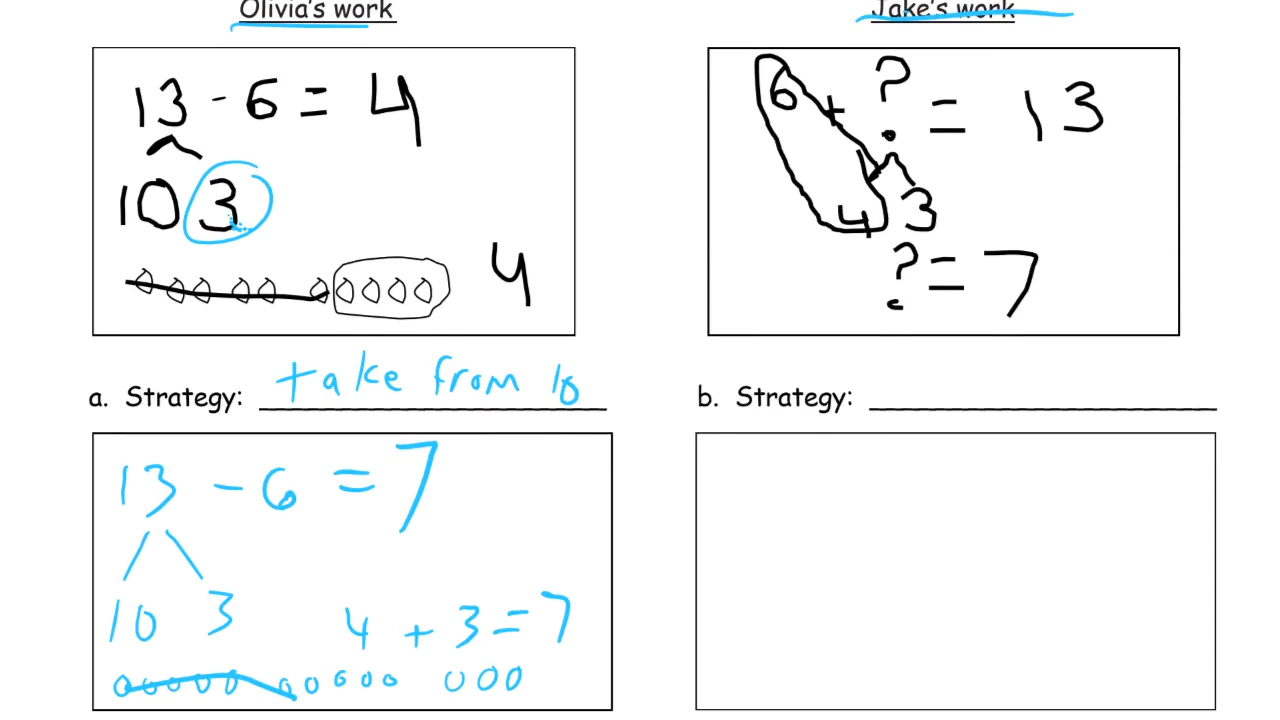 Olivia's work
13 - 6 = 4
10 3
4
a. Strategy: take from 10
13 - 6 = 7
10 3
4 + 3 = 7
Jake's work
6 + ? = 13
4 3
? = 7
b. Strategy: